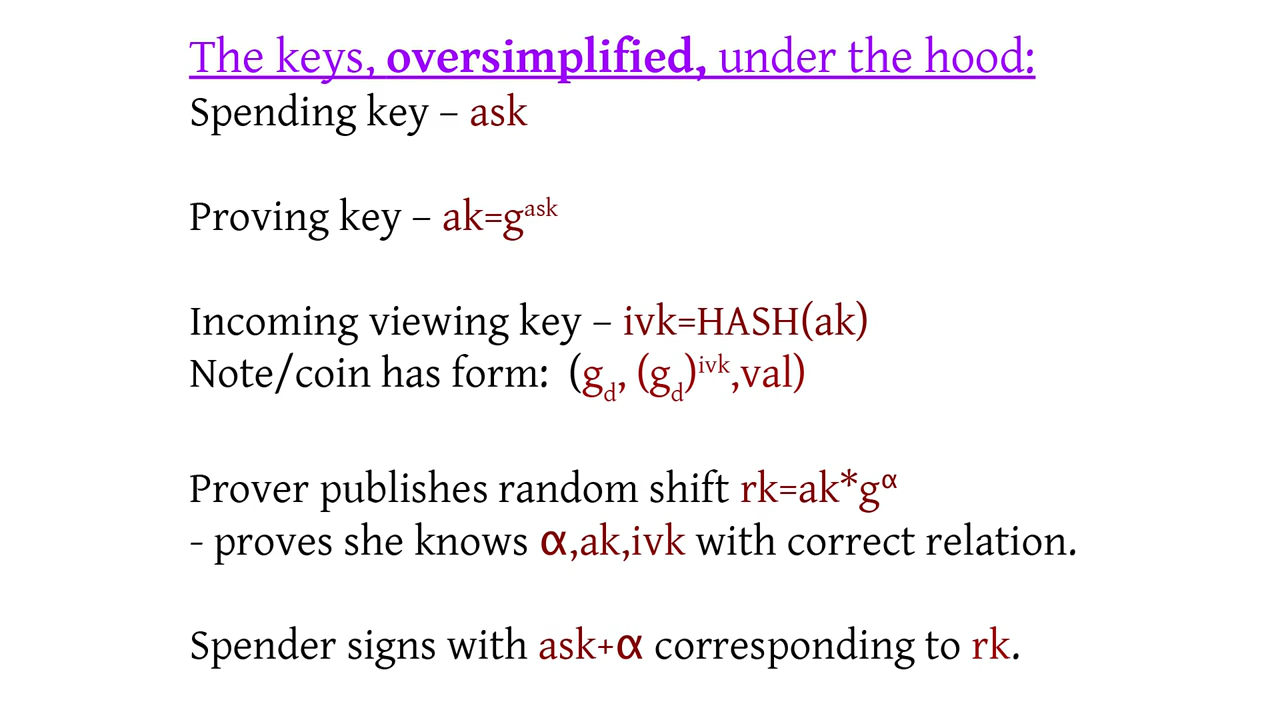 The keys, oversimplified, under the hood:
Spending key – ask
Proving key – ak=g^ask
Incoming viewing key – ivk=HASH(ak)
Note/coin has form: (g_d, (g_d)^ivk,val)
Prover publishes random shift rk=ak*g^α
- proves she knows α,ak,ivk with correct relation.
Spender signs with ask+α corresponding to rk.